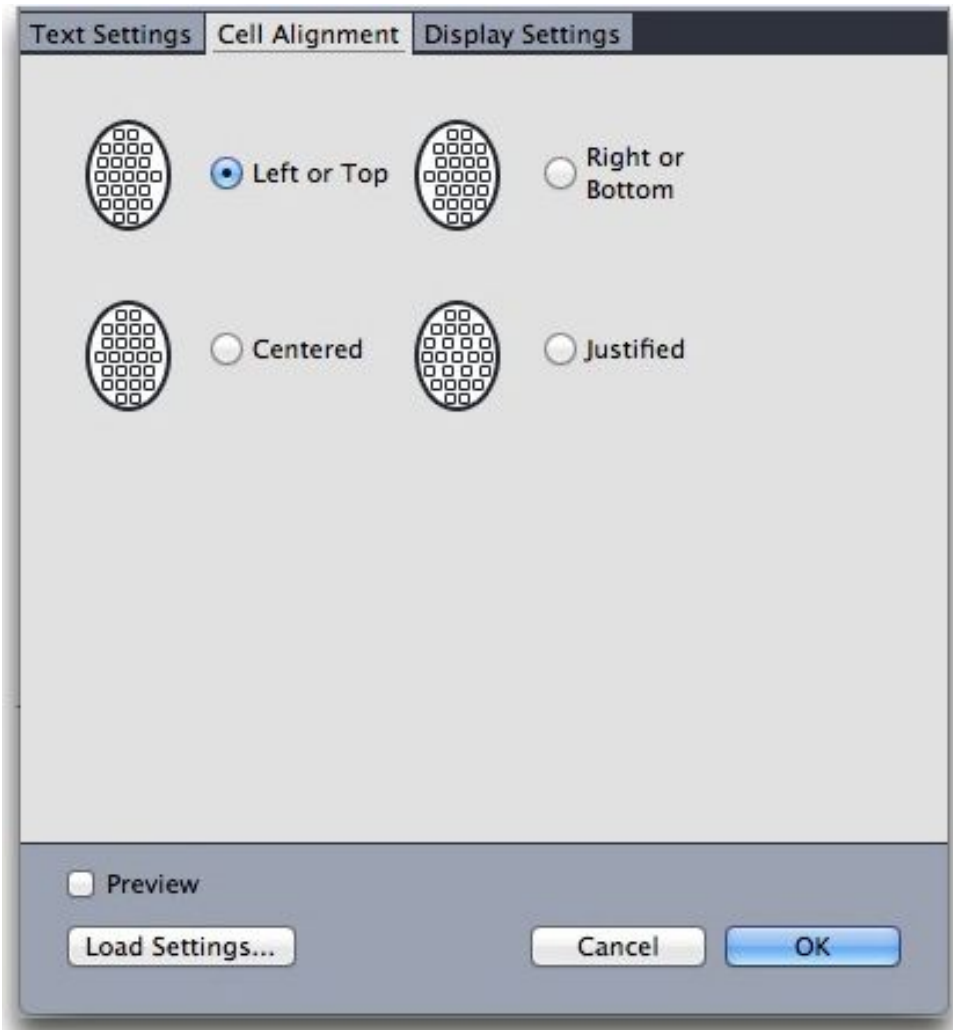 Text Settings
Cell Alignment
Display Settings
Left or Top
Right or
Bottom
Centered
Justified
Preview
Load Settings...
Cancel
OK